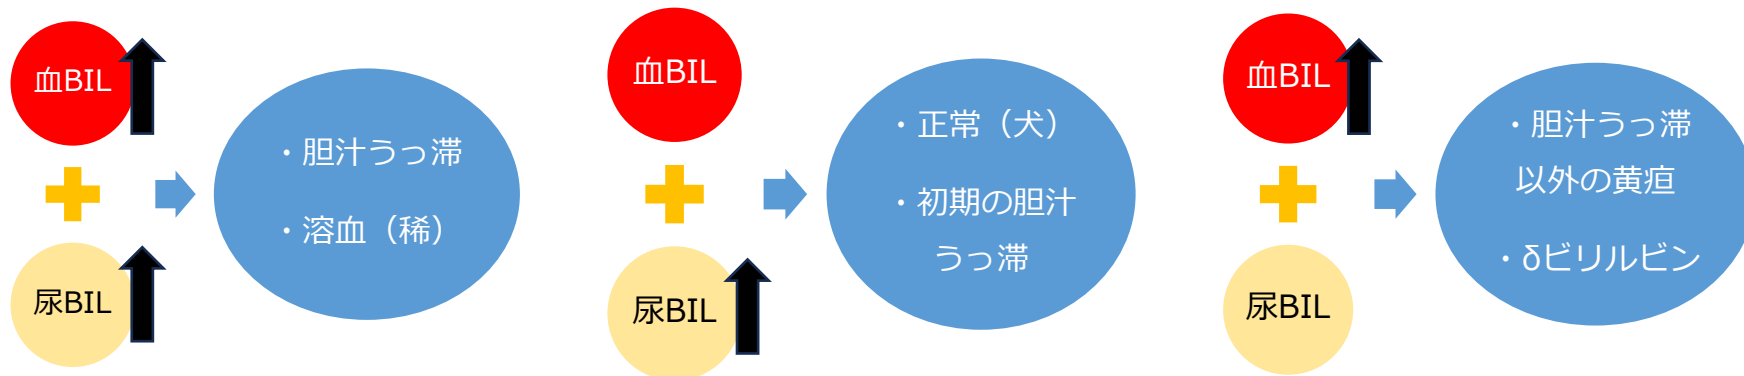 血BIL
尿BIL
・胆汁うっ滞
・溶血（稀）
血BIL
尿BIL
・正常（犬）
・初期の胆汁
うっ滞
血BIL
尿BIL
・胆汁うっ滞
以外の黄疸
・δビリルビン